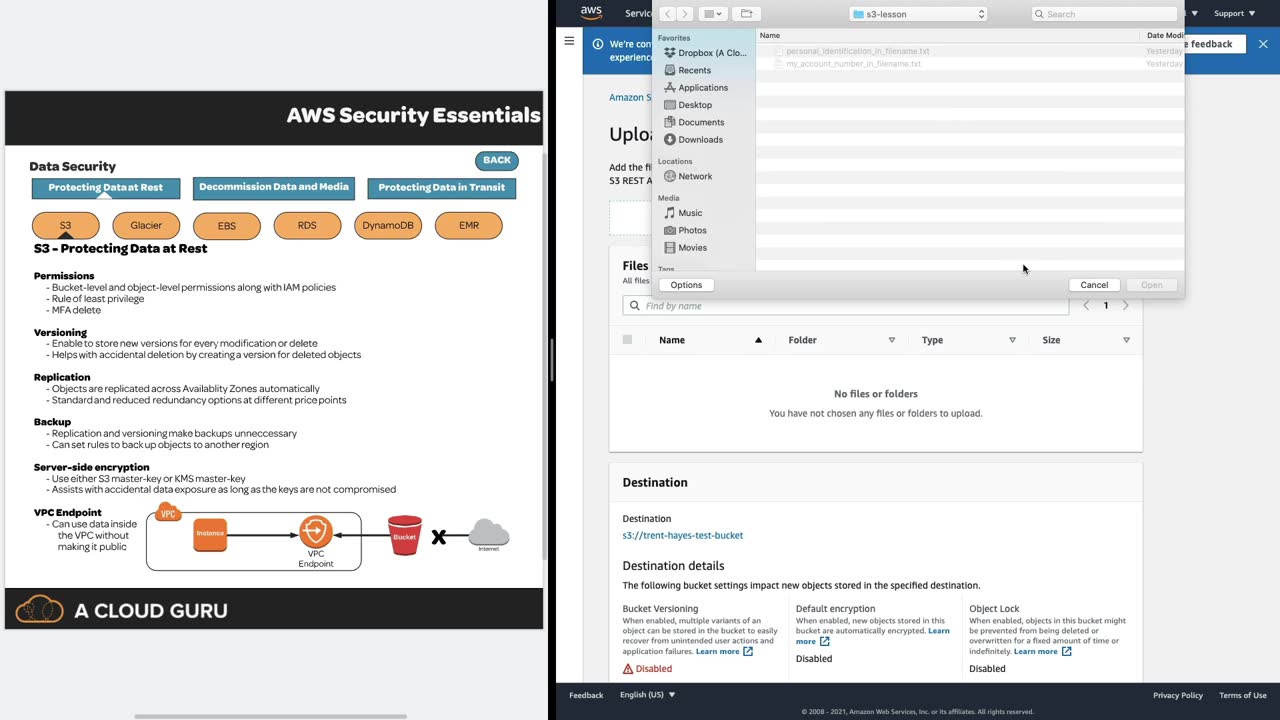 AWS Security Essentials
Data Security
BACK
Protecting Data at Rest
Decommission Data and Media
Protecting Data in Transit
S3
Glacier
EBS
RDS
DynamoDB
EMR
S3 - Protecting Data at Rest
Permissions
- Bucket-level and object-level permissions along with IAM policies
- Rule of least privilege
- MFA delete
Versioning
- Enable to store new versions for every modification or delete
- Helps with accidental deletion by creating a version for deleted objects
Replication
- Objects are replicated across Availablity Zones automatically
- Standard and reduced redundancy options at different price points
Backup
- Replication and versioning make backups unneccessary
- Can set rules to back up objects to another region
Server-side encryption
- Use either S3 master-key or KMS master-key
- Assists with accidental data exposure as long as the keys are not compromised
VPC Endpoint
- Can use data inside
the VPC without
making it public
VPC
Instance
VPC
Endpoint
Bucket
X
Internet
A CLOUD GURU
aws
Servic
Support
We're con
experienc
e feedback
Amazon S
Uploa
Add the fil
S3 REST A
s3-lesson
Search
Favorites
Dropbox (A Clo...
Recents
Applications
Desktop
Documents
Downloads
Locations
Network
Media
Music
Photos
Movies
Tags
Name
Date Modi
personal_identification_in_filename.txt
Yesterday
my_account_number_in_filename.txt
Yesterday
Options
Cancel
Open
Files
All files
Find by name
1
Name
Folder
Type
Size
No files or folders
You have not chosen any files or folders to upload.
Destination
Destination
s3://trent-hayes-test-bucket
Destination details
The following bucket settings impact new objects stored in the specified destination.
Bucket Versioning
When enabled, multiple variants of an
object can be stored in the bucket to easily
recover from unintended user actions and
application failures. Learn more
Disabled
Default encryption
When enabled, new objects stored in this
bucket are automatically encrypted. Learn
more
Disabled
Object Lock
When enabled, objects in this bucket might
be prevented from being deleted or
overwritten for a fixed amount of time or
indefinitely. Learn more
Disabled
Feedback
English (US)
Privacy Policy
Terms of Use
© 2008 - 2021, Amazon Web Services, Inc. or its affiliates. All rights reserved.